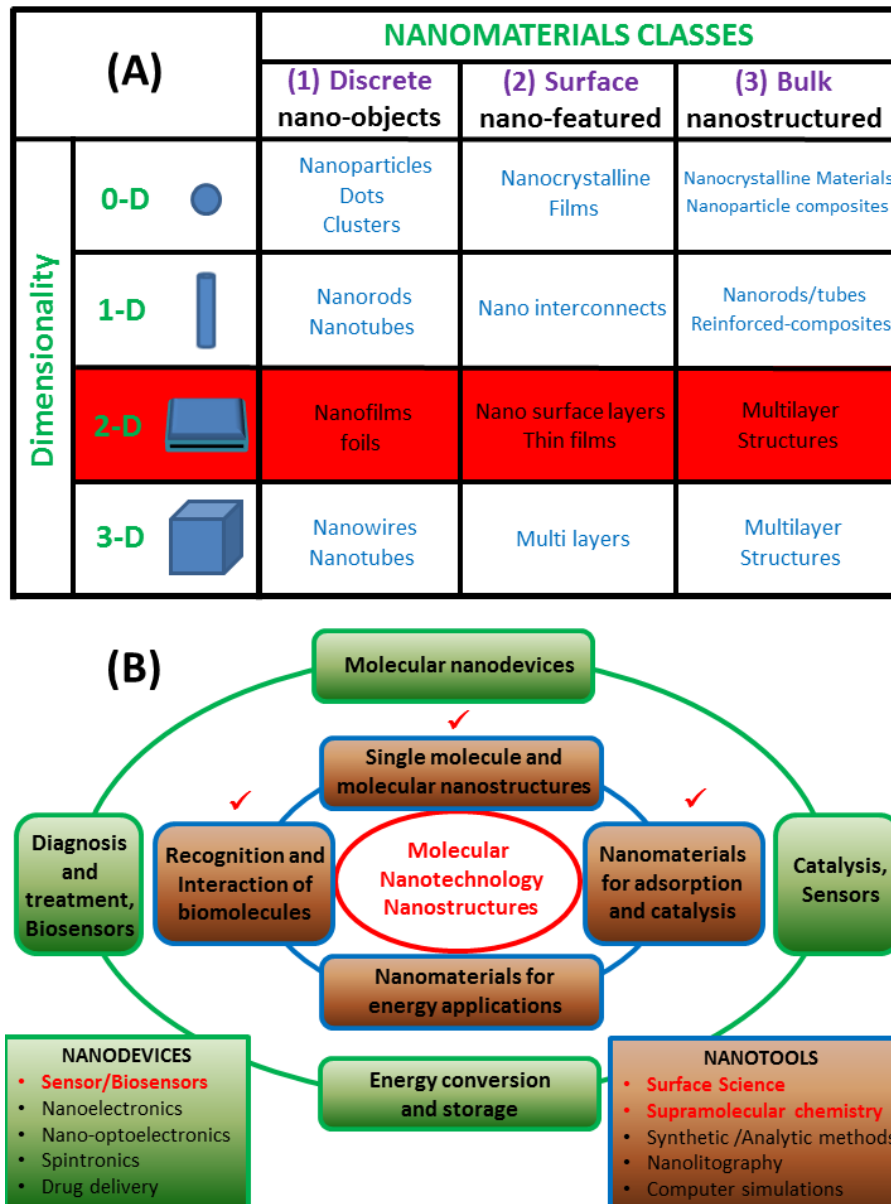 (A)
NANOMATERIALS CLASSES
(1) Discrete
nano-objects
(2) Surface
nano-featured
(3) Bulk
nanostructured
Dimensionality
0-D
Nanoparticles
Dots
Clusters
Nanocrystalline
Films
Nanocrystalline Materials
Nanoparticle composites
1-D
Nanorods
Nanotubes
Nano interconnects
Nanorods/tubes
Reinforced-composites
2-D
Nanofilms
foils
Nano surface layers
Thin films
Multilayer
Structures
3-D
Nanowires
Nanotubes
Multi layers
Multilayer
Structures
(B)
Molecular nanodevices
Single molecule and
molecular nanostructures
Diagnosis
and
treatment,
Biosensors
Recognition and
Interaction of
biomolecules
Molecular
Nanotechnology
Nanostructures
Nanomaterials
for adsorption
and catalysis
Catalysis,
Sensors
Nanomaterials for
energy applications
Energy conversion
and storage
NANODEVICES
• Sensor/Biosensors
• Nanoelectronics
• Nano-optoelectronics
• Spintronics
• Drug delivery
NANOTOOLS
• Surface Science
• Supramolecular chemistry
• Synthetic /Analytic methods
• Nanolitography
• Computer simulations